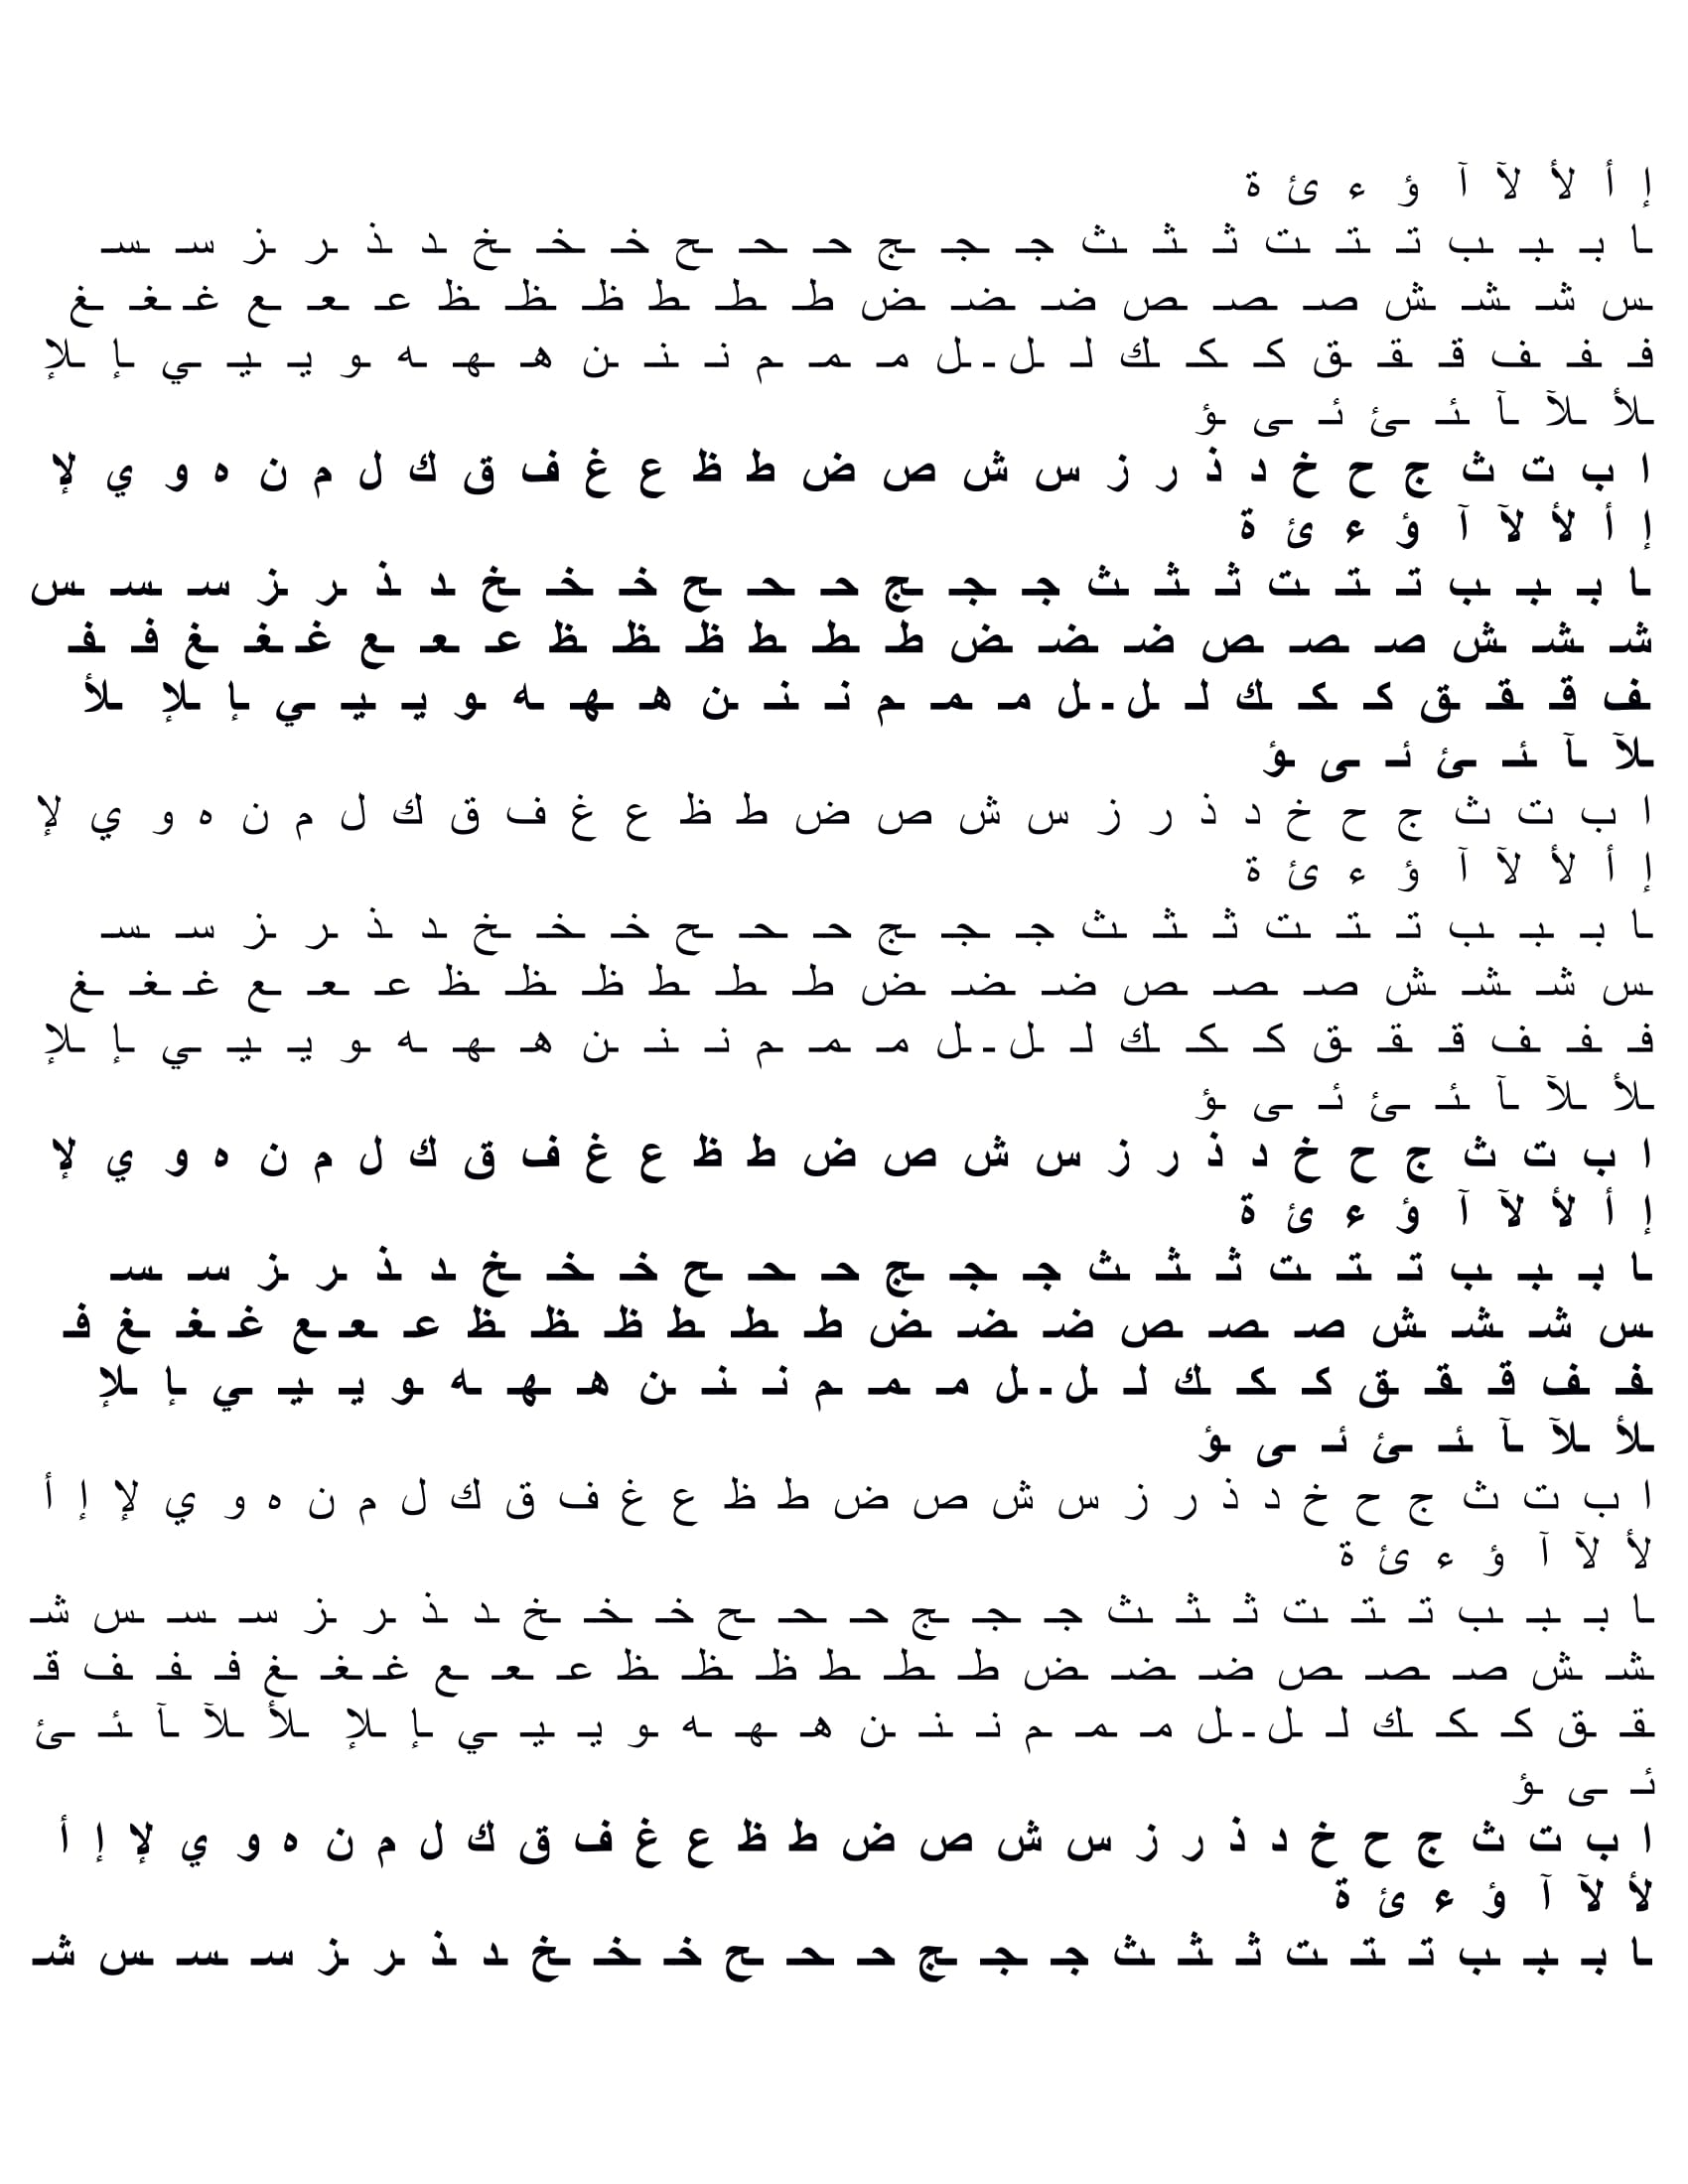 إ أ لأ لآ آ ؤ ء ئ ة
ـا بـ ـبـ ـب تـ ـتـ ـت ثـ ـثـ ـث جـ ـجـ ـج حـ ـحـ ـح خـ ـخـ ـخ ـد ـذ ـر ـز سـ ـسـ
ـس شـ ـشـ ـش صـ ـصـ ـص ضـ ـضـ ـض طـ ـطـ ـط ظـ ـظـ ـظ عـ ـعـ ـع غـ ـغـ ـغ
فـ ـفـ ـف قـ ـقـ ـق كـ ـكـ ـك لـ ـل ـ ـل مـ ـمـ ـم نـ ـنـ ـن هـ ـهـ ـه ـو يـ ـيـ ـي ـإ ـلإ
ـلأ ـلآ ـآ ـئـ ـئ ئـ ـى ـؤ
ا ب ت ث ج ح خ د ذ ر ز س ش ص ض ط ظ ع غ ف ق ك ل م ن ه و ي لإ
إ أ لأ لآ آ ؤ ء ئ ة
ـا بـ ـبـ ـب تـ ـتـ ـت ثـ ـثـ ـث جـ ـجـ ـج حـ ـحـ ـح خـ ـخـ ـخ ـد ـذ ـر ـز سـ ـسـ ـس
شـ ـشـ ـش صـ ـصـ ـص ضـ ـضـ ـض طـ ـطـ ـط ظـ ـظـ ـظ عـ ـعـ ـع غـ ـغـ ـغ فـ ـفـ
ـف قـ ـقـ ـق كـ ـكـ ـك لـ ـل ـ ـل مـ ـمـ ـم نـ ـنـ ـن هـ ـهـ ـه ـو يـ ـيـ ـي ـإ ـلإ ـلأ
ـلآ ـآ ـئـ ـئ ئـ ـى ـؤ
ا ب ت ث ج ح خ د ذ ر ز س ش ص ض ط ظ ع غ ف ق ك ل م ن ه و ي لإ
إ أ لأ لآ آ ؤ ء ئ ة
ـا بـ ـبـ ـب تـ ـتـ ـت ثـ ـثـ ـث جـ ـجـ ـج حـ ـحـ ـح خـ ـخـ ـخ ـد ـذ ـر ـز سـ ـسـ
ـس شـ ـشـ ـش صـ ـصـ ـص ضـ ـضـ ـض طـ ـطـ ـط ظـ ـظـ ـظ عـ ـعـ ـع غـ ـغـ ـغ
فـ ـفـ ـف قـ ـقـ ـق كـ ـكـ ـك لـ ـل ـ ـل مـ ـمـ ـم نـ ـنـ ـن هـ ـهـ ـه ـو يـ ـيـ ـي ـإ ـلإ
ـلأ ـلآ ـآ ـئـ ـئ ئـ ـى ـؤ
ا ب ت ث ج ح خ د ذ ر ز س ش ص ض ط ظ ع غ ف ق ك ل م ن ه و ي لإ
إ أ لأ لآ آ ؤ ء ئ ة
ـا بـ ـبـ ـب تـ ـتـ ـت ثـ ـثـ ـث جـ ـجـ ـج حـ ـحـ ـح خـ ـخـ ـخ ـد ـذ ـر ـز سـ ـسـ
ـس شـ ـشـ ـش صـ ـصـ ـص ضـ ـضـ ـض طـ ـطـ ـط ظـ ـظـ ـظ عـ ـعـ ـع غـ ـغـ ـغ فـ
ـفـ ـف قـ ـقـ ـق كـ ـكـ ـك لـ ـل ـ ـل مـ ـمـ ـم نـ ـنـ ـن هـ ـهـ ـه ـو يـ ـيـ ـي ـإ ـلإ
ـلأ ـلآ ـآ ـئـ ـئ ئـ ـى ـؤ
ا ب ت ث ج ح خ د ذ ر ز س ش ص ض ط ظ ع غ ف ق ك ل م ن ه و ي لإ إ أ
لأ لآ آ ؤ ء ئ ة
ـا بـ ـبـ ـب تـ ـتـ ـت ثـ ـثـ ـث جـ ـجـ ـج حـ ـحـ ـح خـ ـخـ ـخ ـد ـذ ـر ـز سـ ـسـ ـس شـ
ـشـ ـش صـ ـصـ ـص ضـ ـضـ ـض طـ ـطـ ـط ظـ ـظـ ـظ عـ ـعـ ـع غـ ـغـ ـغ فـ ـفـ ـف قـ
ـقـ ـق كـ ـكـ ـك لـ ـل ـ ـل مـ ـمـ ـم نـ ـنـ ـن هـ ـهـ ـه ـو يـ ـيـ ـي ـإ ـلإ ـلأ ـلآ ـآ ـئـ ـئ
ئـ ـى ـؤ
ا ب ت ث ج ح خ د ذ ر ز س ش ص ض ط ظ ع غ ف ق ك ل م ن ه و ي لإ إ أ
لأ لآ آ ؤ ء ئ ة
ـا بـ ـبـ ـب تـ ـتـ ـت ثـ ـثـ ـث جـ ـجـ ـج حـ ـحـ ـح خـ ـخـ ـخ ـد ـذ ـر ـز سـ ـسـ ـس شـ